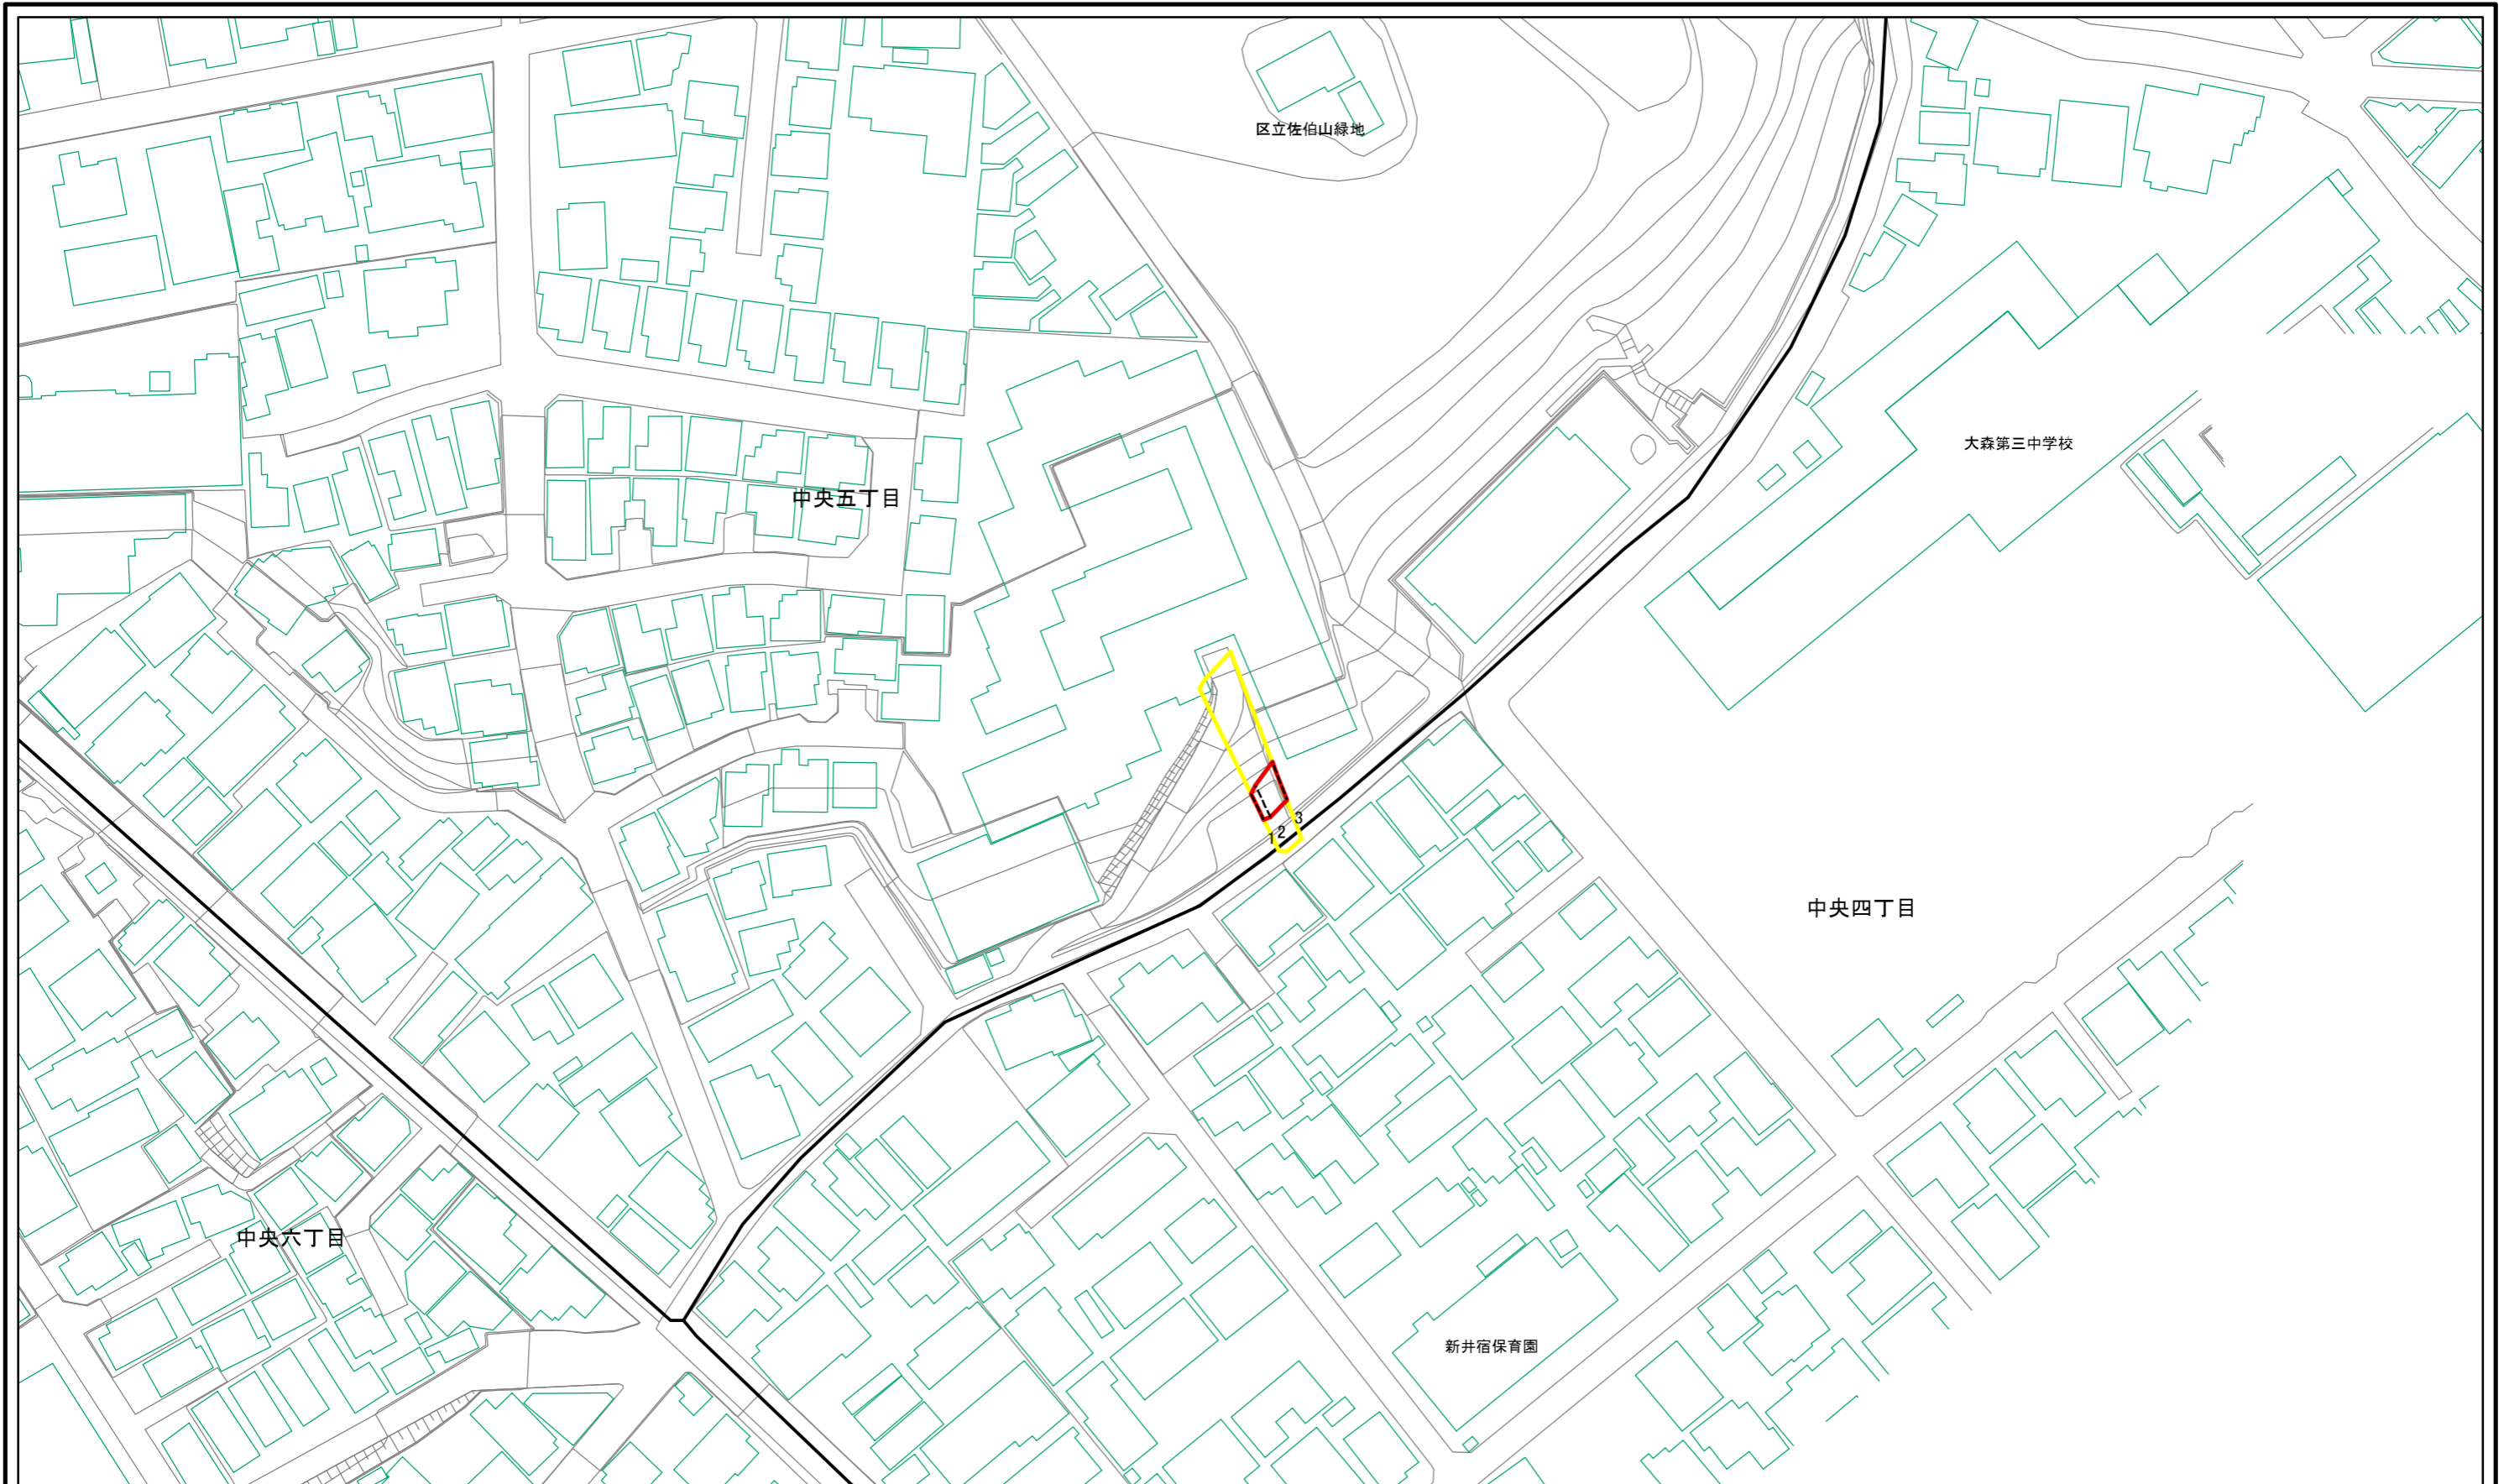 区立佐伯山緑地
大森第三中学校
中央五丁目
1 2 3
中央四丁目
中央六丁目
新井宿保育園